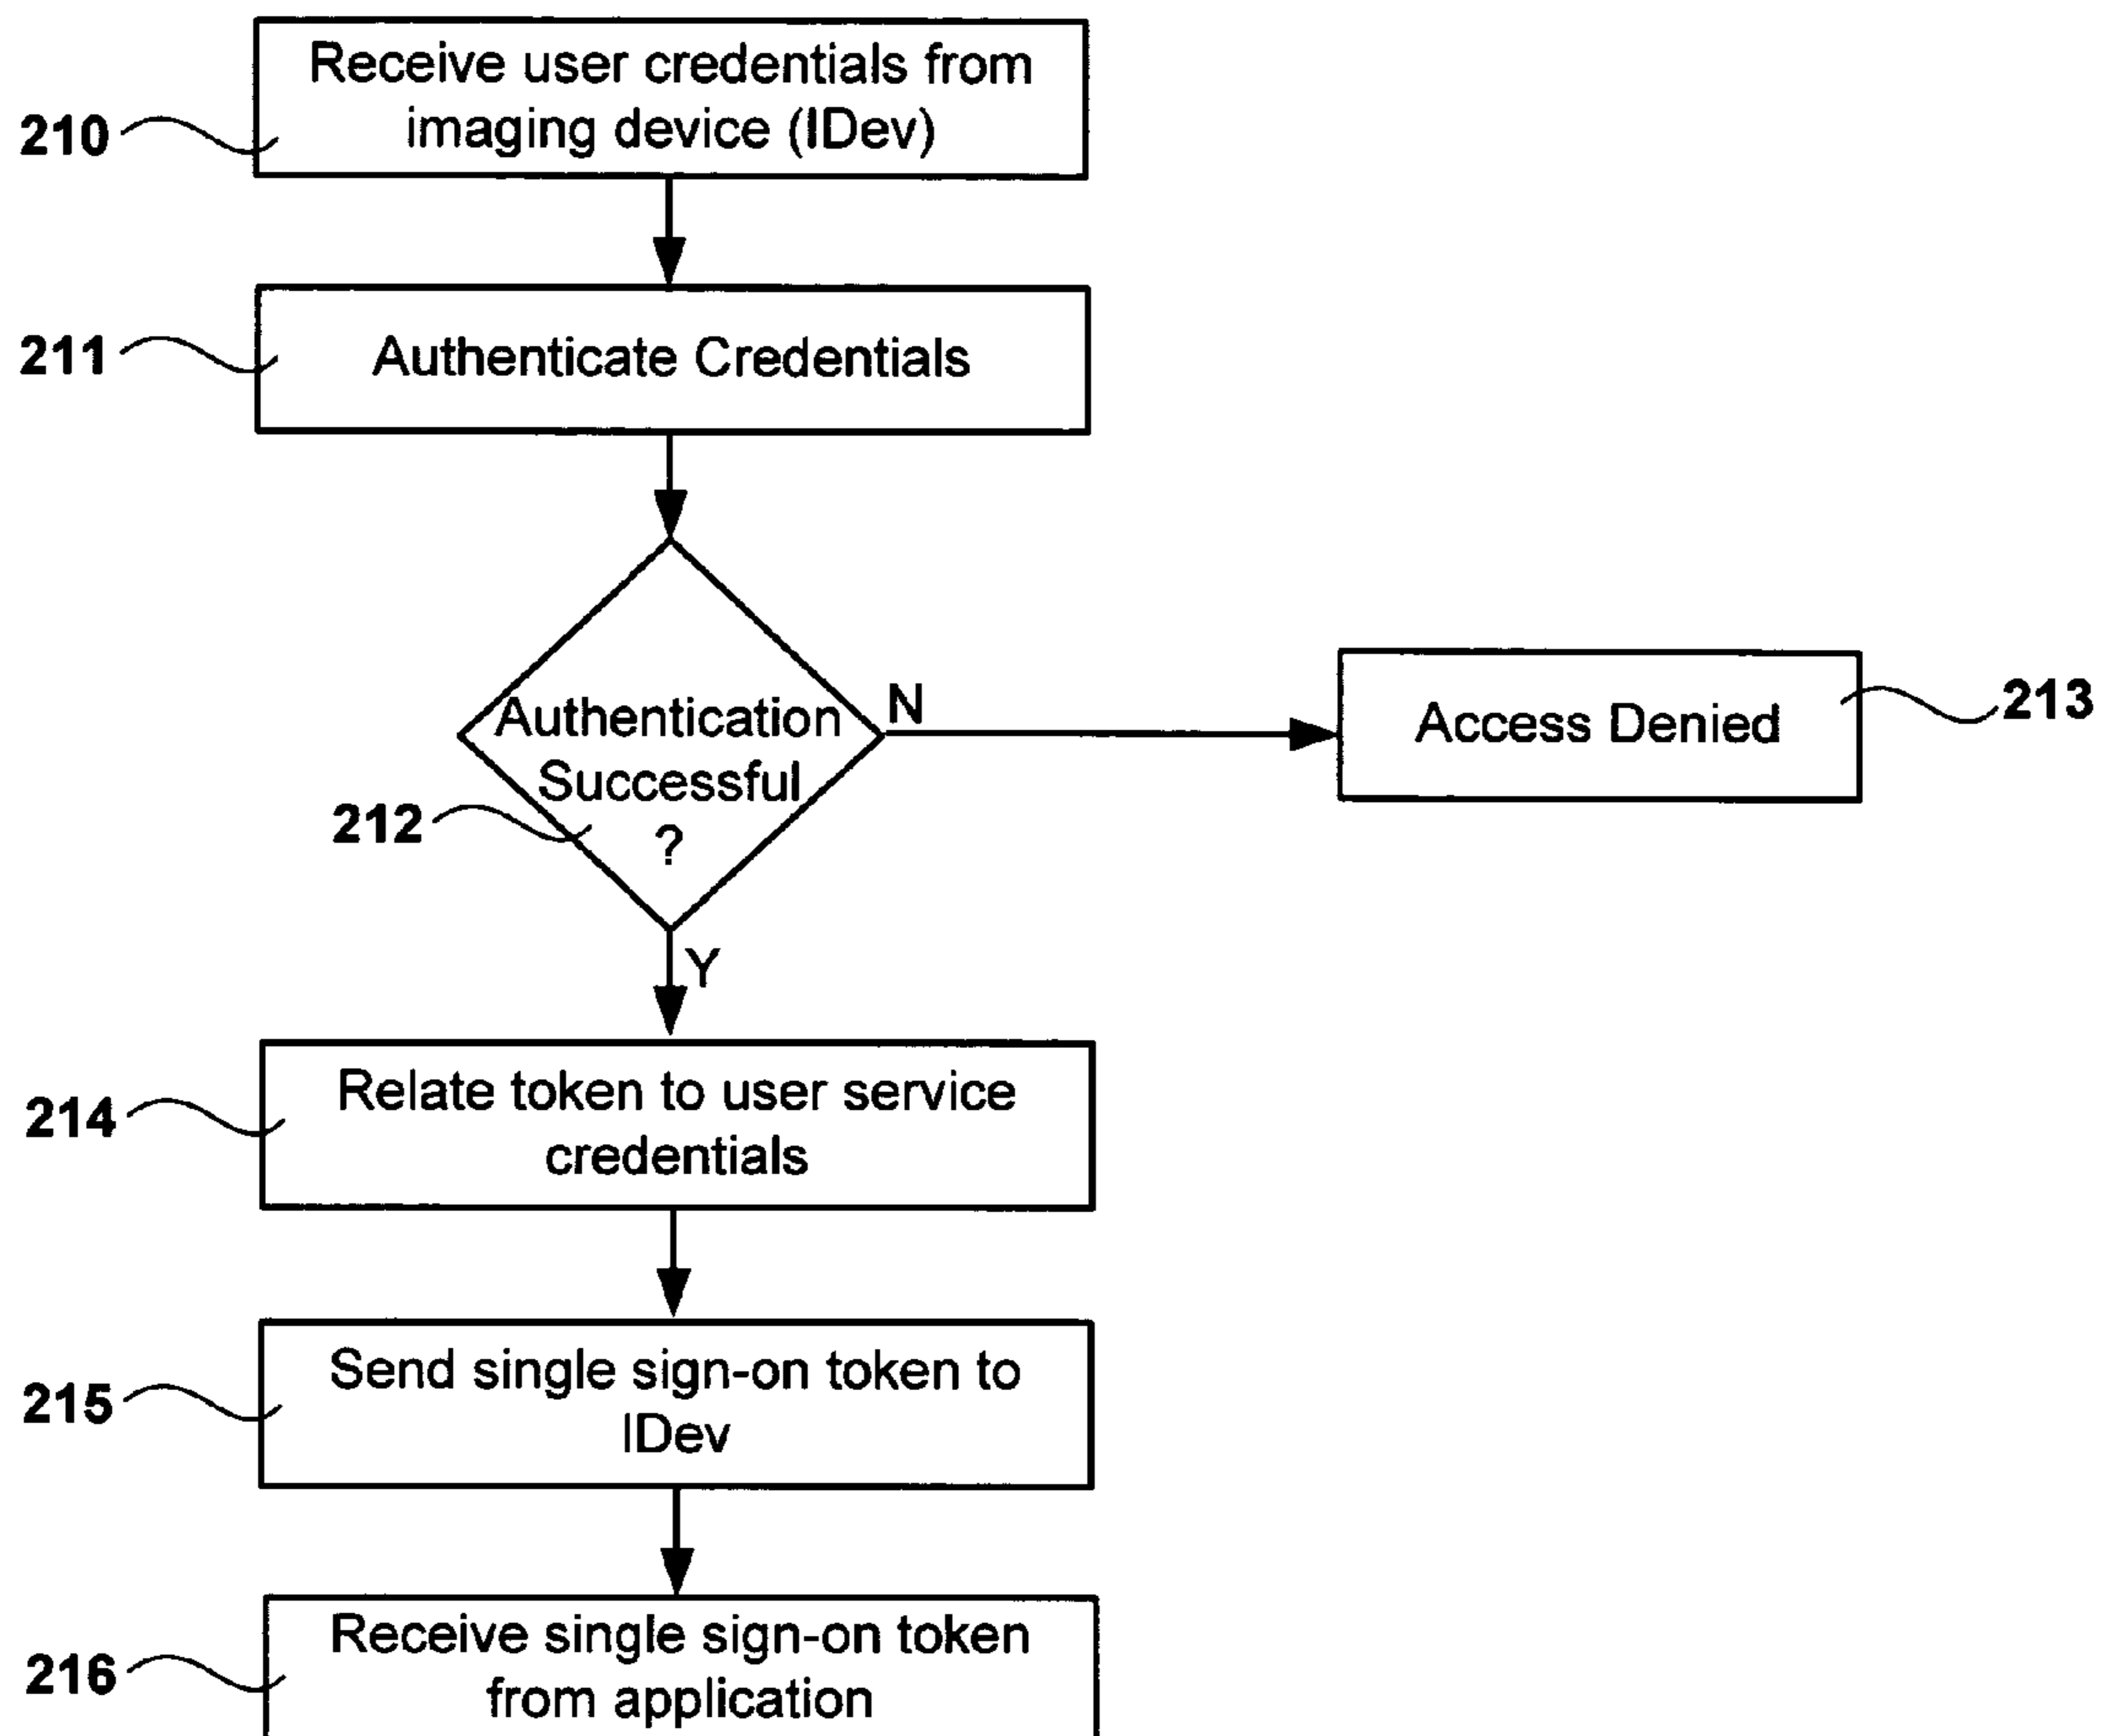 Receive user credentials from
imaging device (IDev)
210
Authenticate Credentials
211
Authentication
Successful
?
212
N
Access Denied
213
Y
Relate token to user service
credentials
214
Send single sign-on token to
IDev
215
Receive single sign-on token
from application
216